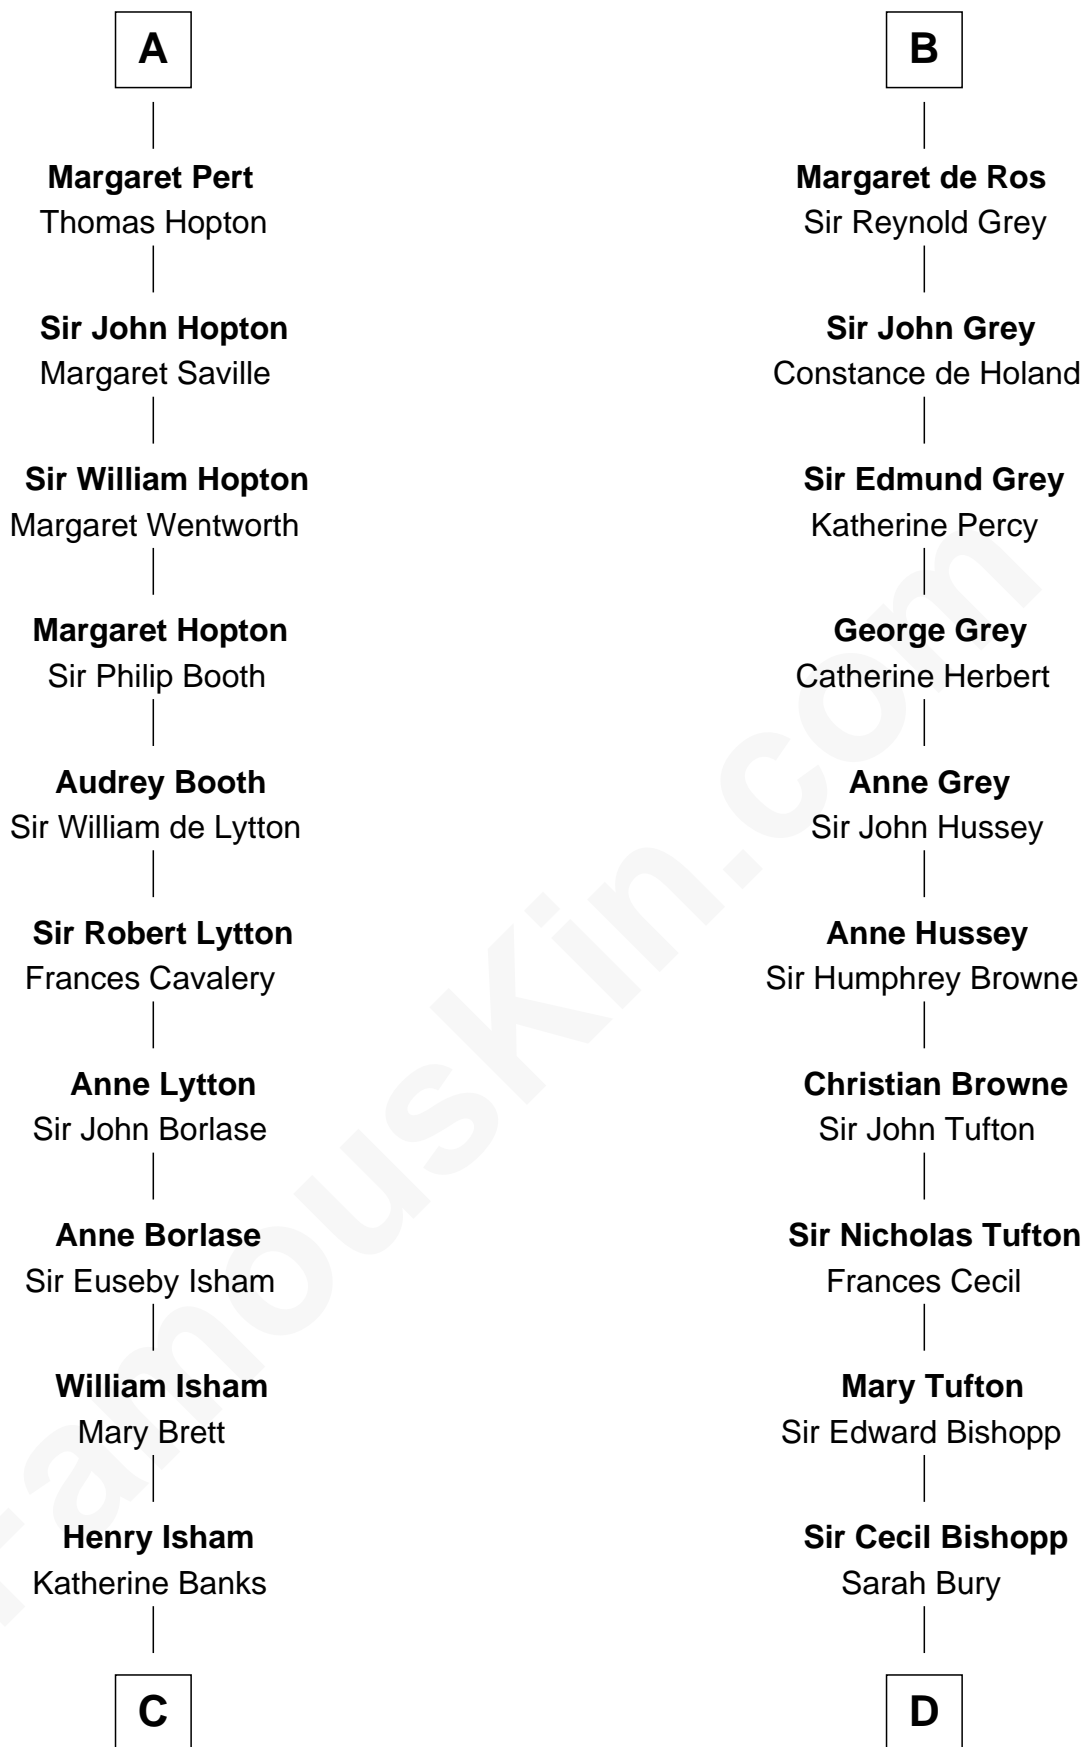 A
Margaret Pert
Thomas Hopton
Sir John Hopton
Margaret Saville
Sir William Hopton
Margaret Wentworth
Margaret Hopton
Sir Philip Booth
Audrey Booth
Sir William de Lytton
Sir Robert Lytton
Frances Cavalery
Anne Lytton
Sir John Borlase
Anne Borlase
Sir Euseby Isham
William Isham
Mary Brett
Henry Isham
Katherine Banks
C
B
Margaret de Ros
Sir Reynold Grey
Sir John Grey
Constance de Holand
Sir Edmund Grey
Katherine Percy
George Grey
Catherine Herbert
Anne Grey
Sir John Hussey
Anne Hussey
Sir Humphrey Browne
Christian Browne
Sir John Tufton
Sir Nicholas Tufton
Frances Cecil
Mary Tufton
Sir Edward Bishopp
Sir Cecil Bishopp
Sarah Bury
D
FamousKin.com